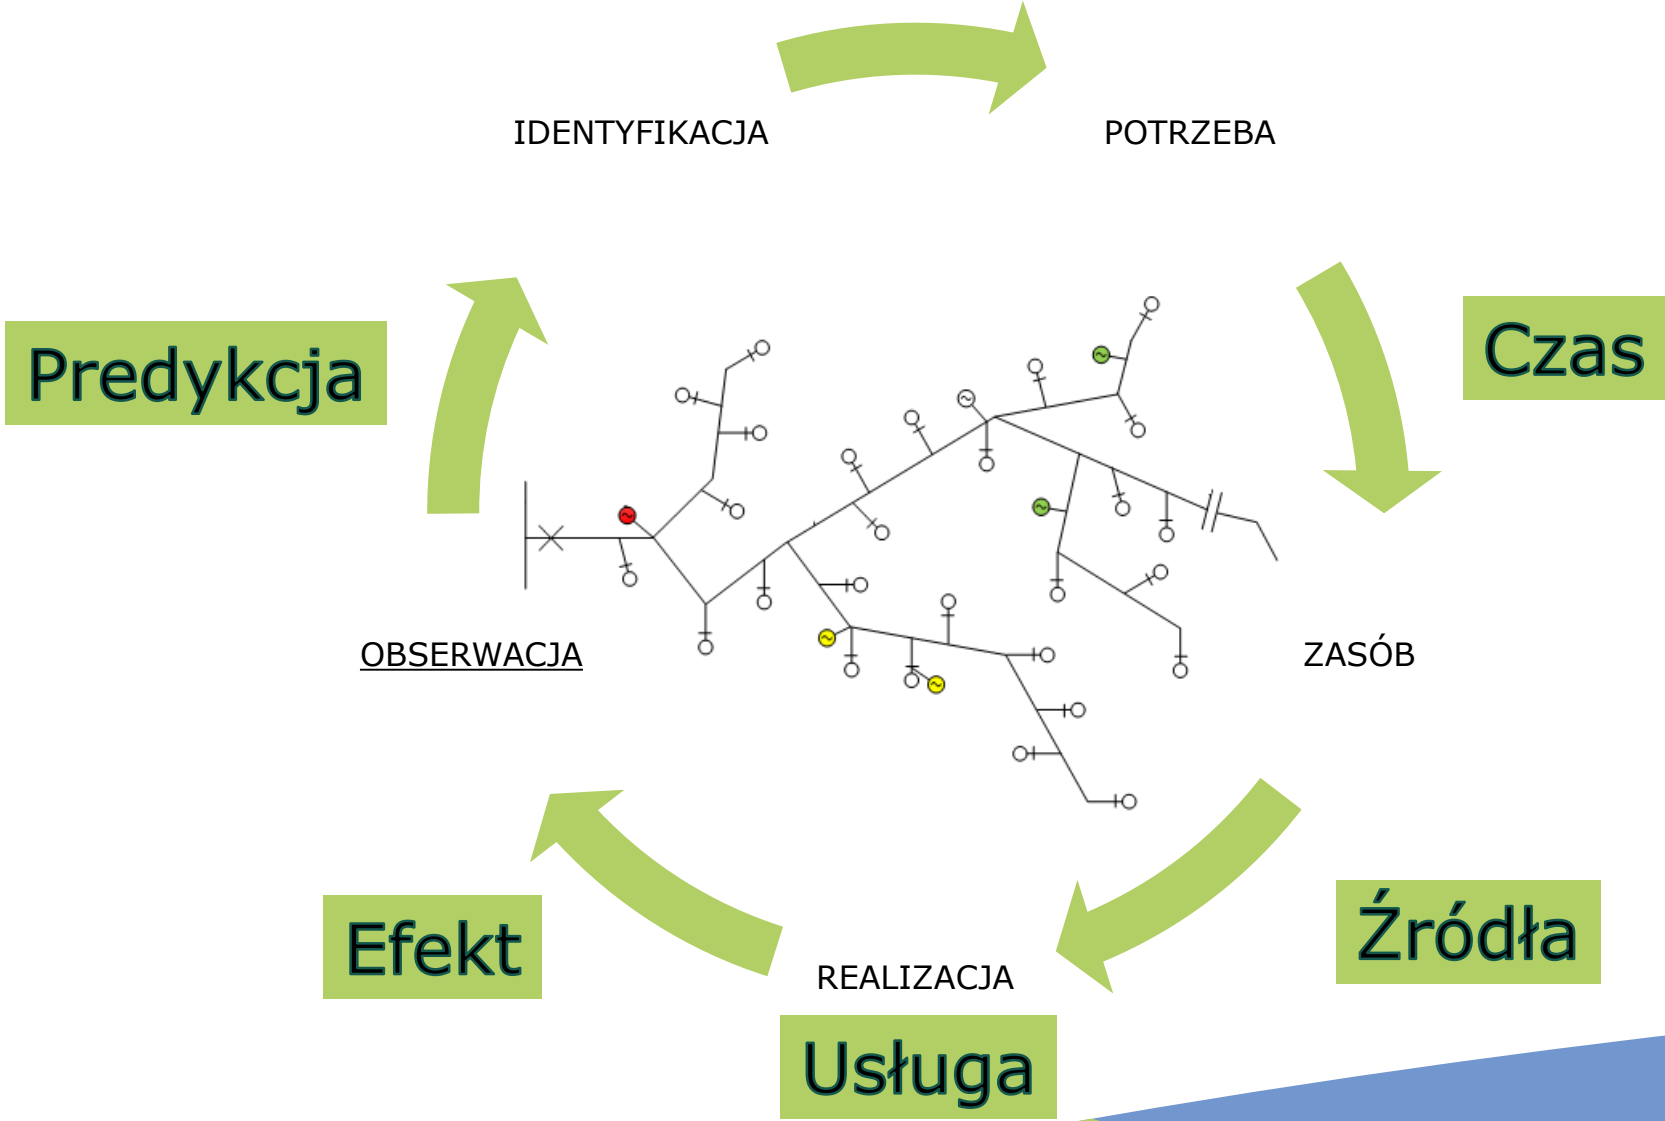 IDENTYFIKACJA
POTRZEBA
Predykcja
Czas
OBSERWACJA
ZASÓB
Efekt
Źródła
REALIZACJA
Usługa